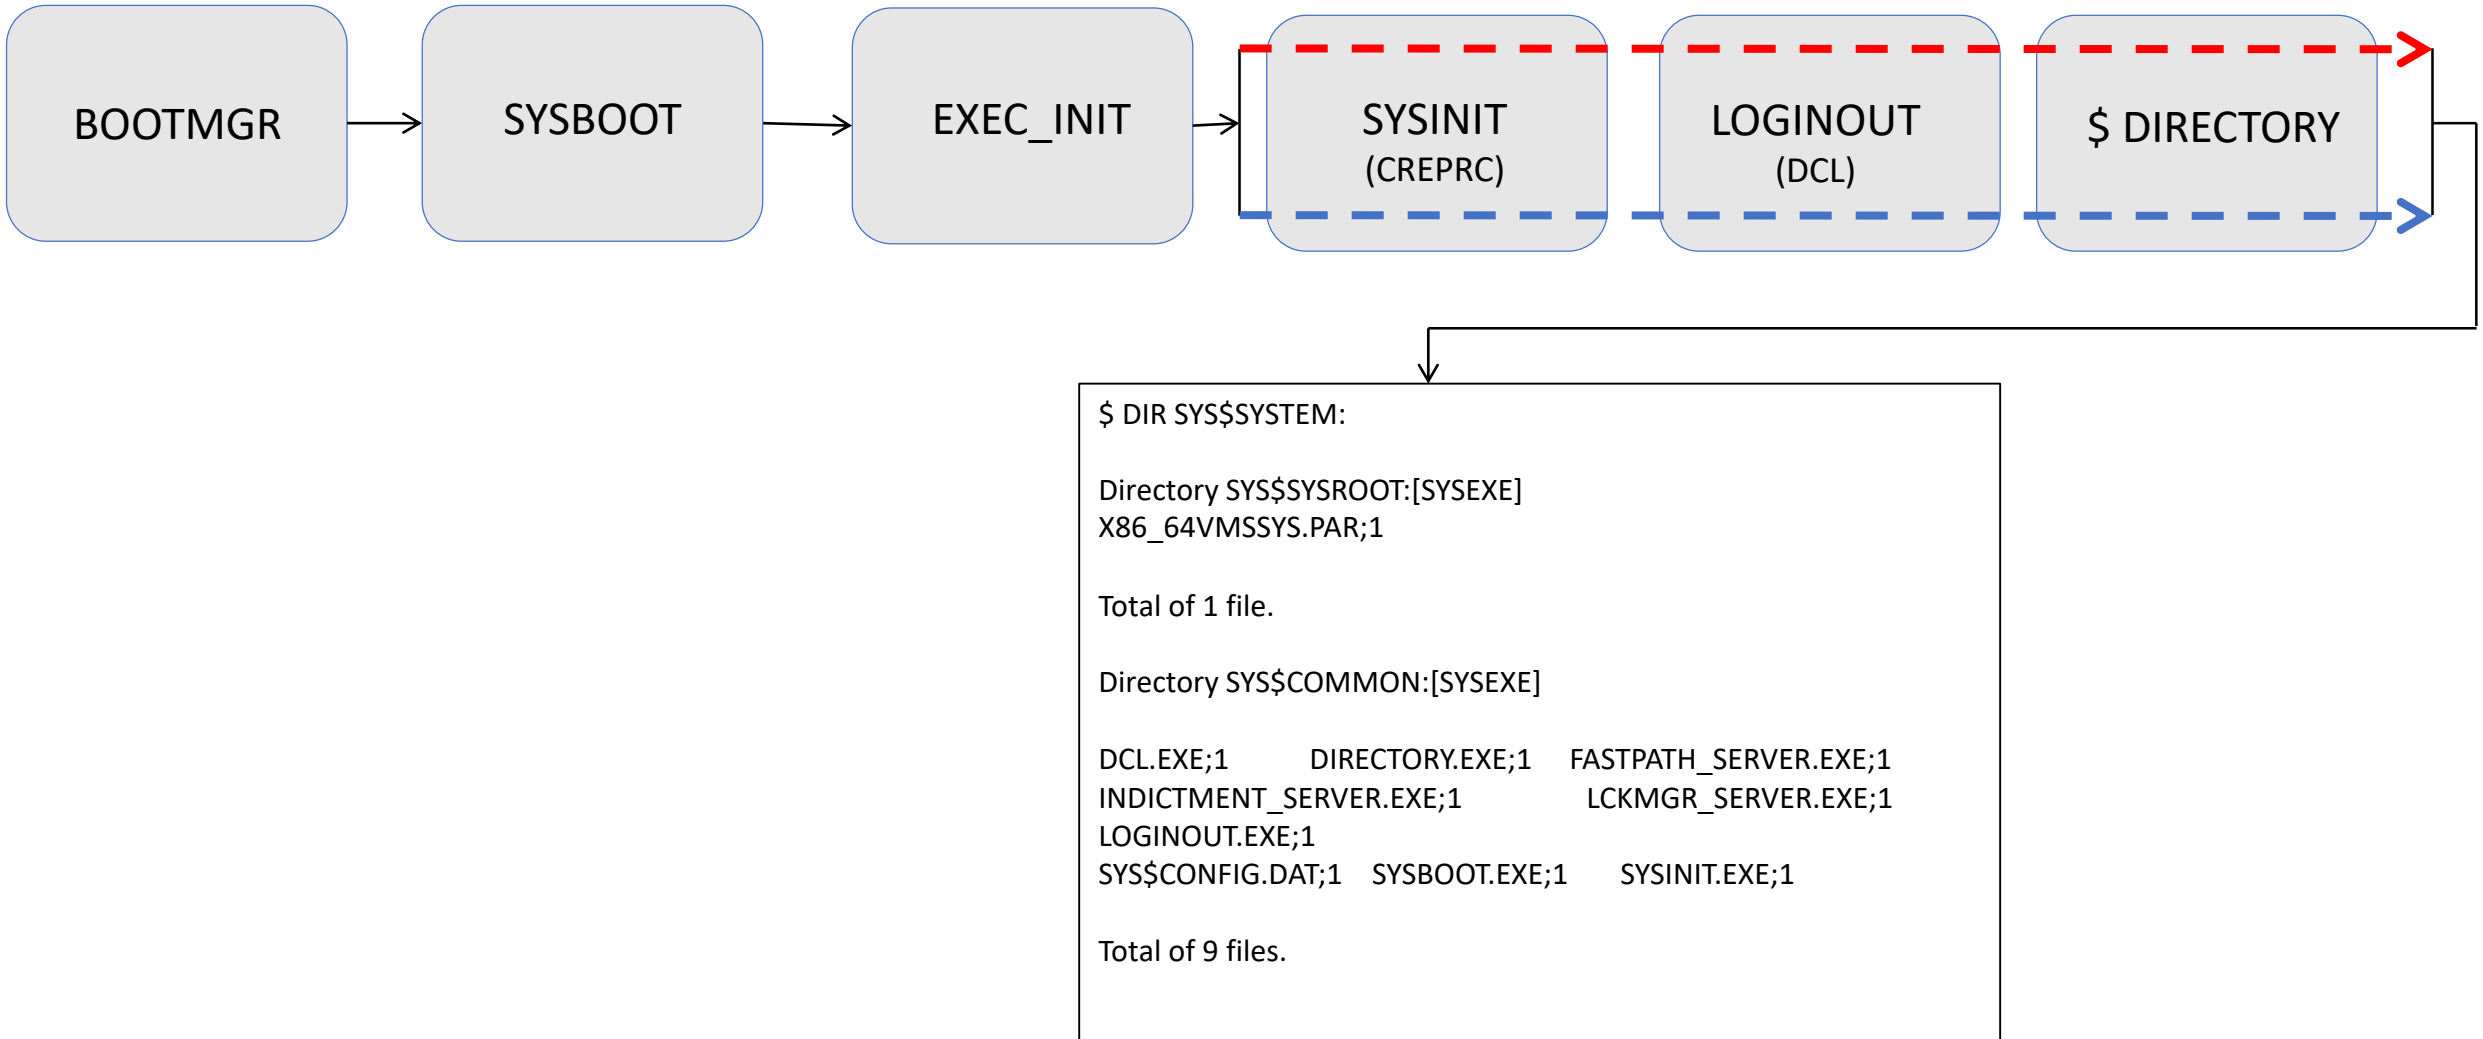 BOOTMGR
SYSBOOT
EXEC_INIT
SYSINIT
(CREPRC)
LOGINOUT
(DCL)
$ DIRECTORY
$ DIR SYS$SYSTEM:
Directory SYS$SYSROOT:[SYSEXE]
X86_64VMSSYS.PAR;1
Total of 1 file.
Directory SYS$COMMON:[SYSEXE]
DCL.EXE;1 DIRECTORY.EXE;1 FASTPATH_SERVER.EXE;1
INDICTMENT_SERVER.EXE;1 LCKMGR_SERVER.EXE;1
LOGINOUT.EXE;1
SYS$CONFIG.DAT;1 SYSBOOT.EXE;1 SYSINIT.EXE;1
Total of 9 files.